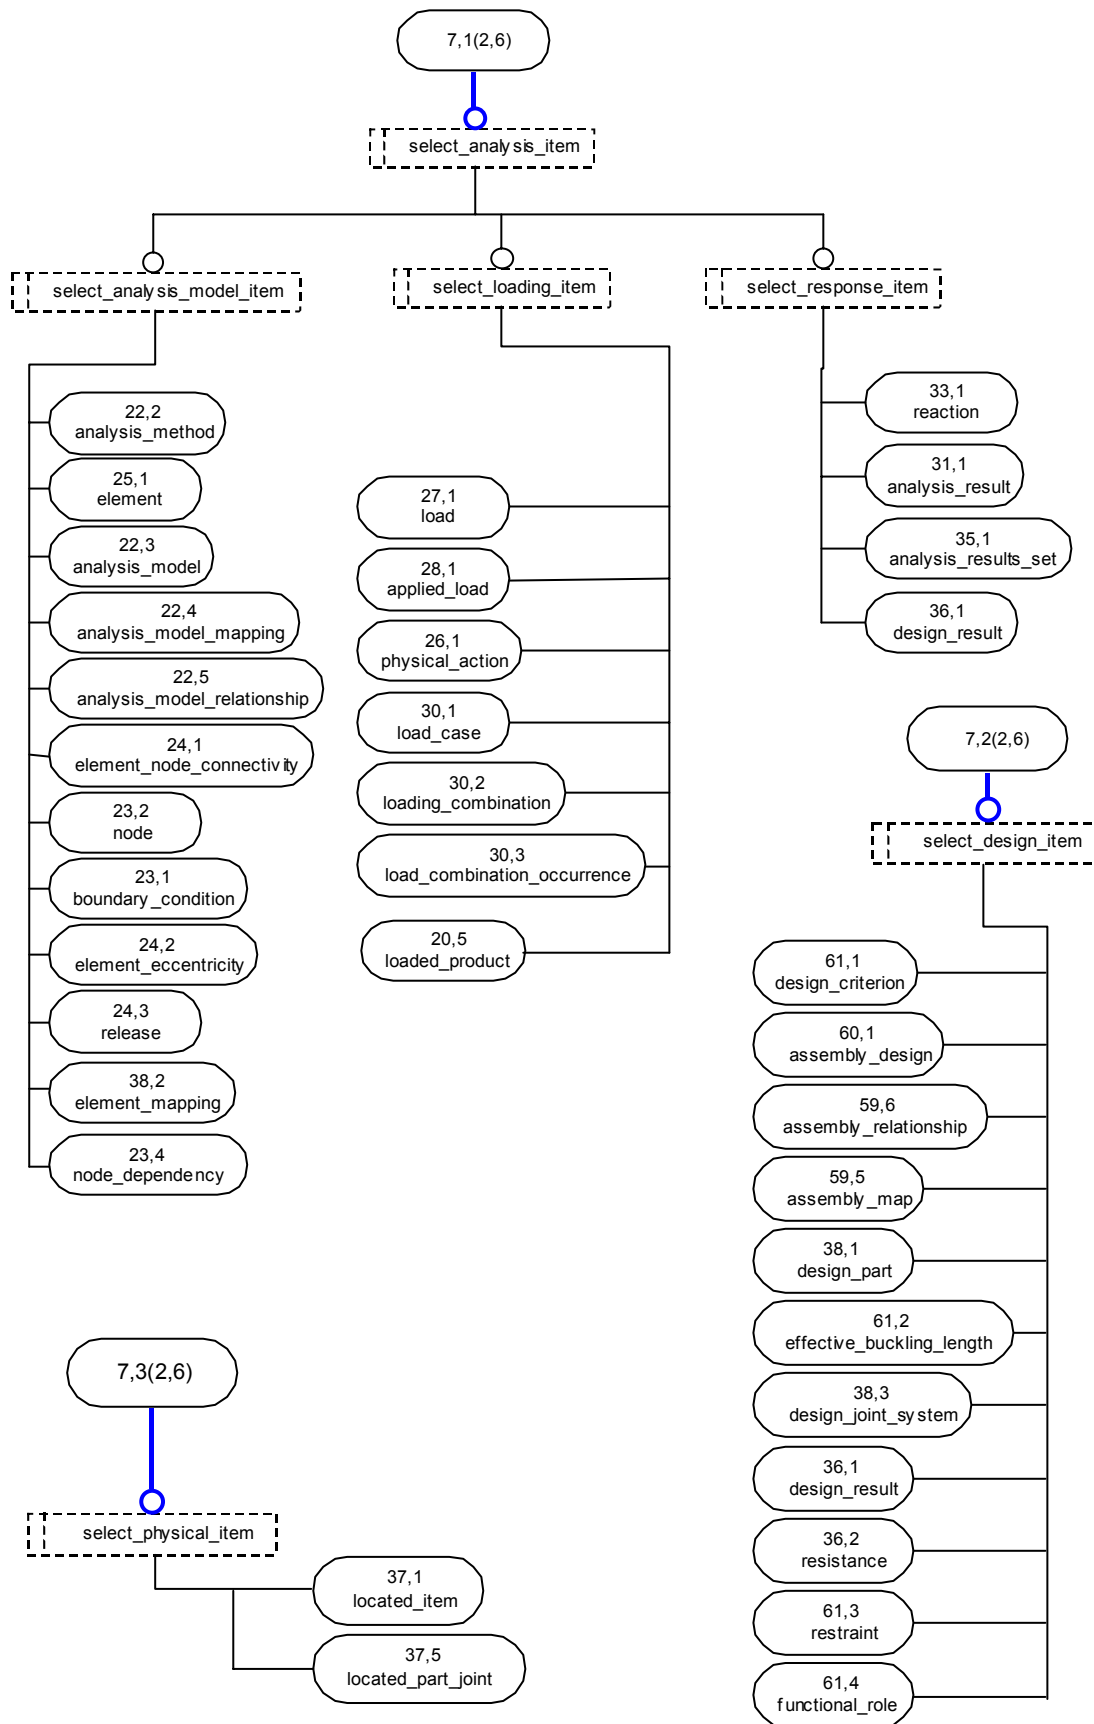 7,1(2,6)
select_analysis_item
select_analysis_model_item
select_loading_item
select_response_item
22,2
analysis_method
25,1
element
22,3
analysis_model
22,4
analysis_model_mapping
22,5
analysis_model_relationship
24,1
element_node_connectivity
23,2
node
23,1
boundary_condition
24,2
element_eccentricity
24,3
release
38,2
element_mapping
23,4
node_dependency
27,1
load
28,1
applied_load
26,1
physical_action
30,1
load_case
30,2
loading_combination
30,3
load_combination_occurrence
20,5
loaded_product
33,1
reaction
31,1
analysis_result
35,1
analysis_results_set
36,1
design_result
7,2(2,6)
select_design_item
61,1
design_criterion
60,1
assembly_design
59,6
assembly_relationship
59,5
assembly_map
38,1
design_part
61,2
effective_buckling_length
38,3
design_joint_system
36,1
design_result
36,2
resistance
61,3
restraint
61,4
functional_role
7,3(2,6)
select_physical_item
37,1
located_item
37,5
located_part_joint